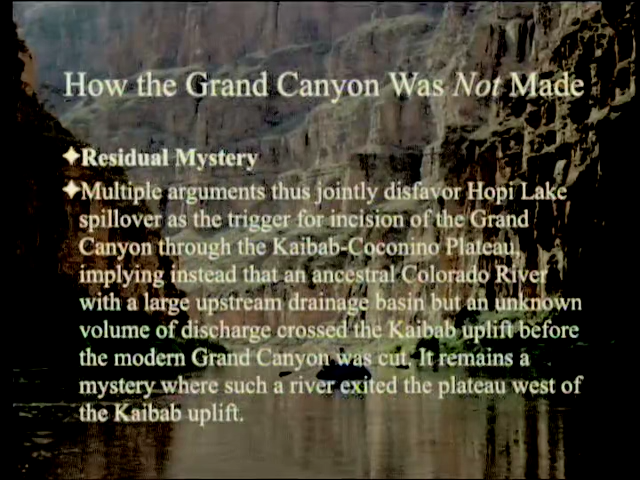 How the Grand Canyon Was Not Made
✦Residual Mystery
✦Multiple arguments thus jointly disfavor Hopi Lake
spillover as the trigger for incision of the Grand
Canyon through the Kaibab-Coconino Plateau,
implying instead that an ancestral Colorado River
with a large upstream drainage basin but an unknown
volume of discharge crossed the Kaibab uplift before
the modern Grand Canyon was cut. It remains a
mystery where such a river exited the plateau west of
the Kaibab uplift.